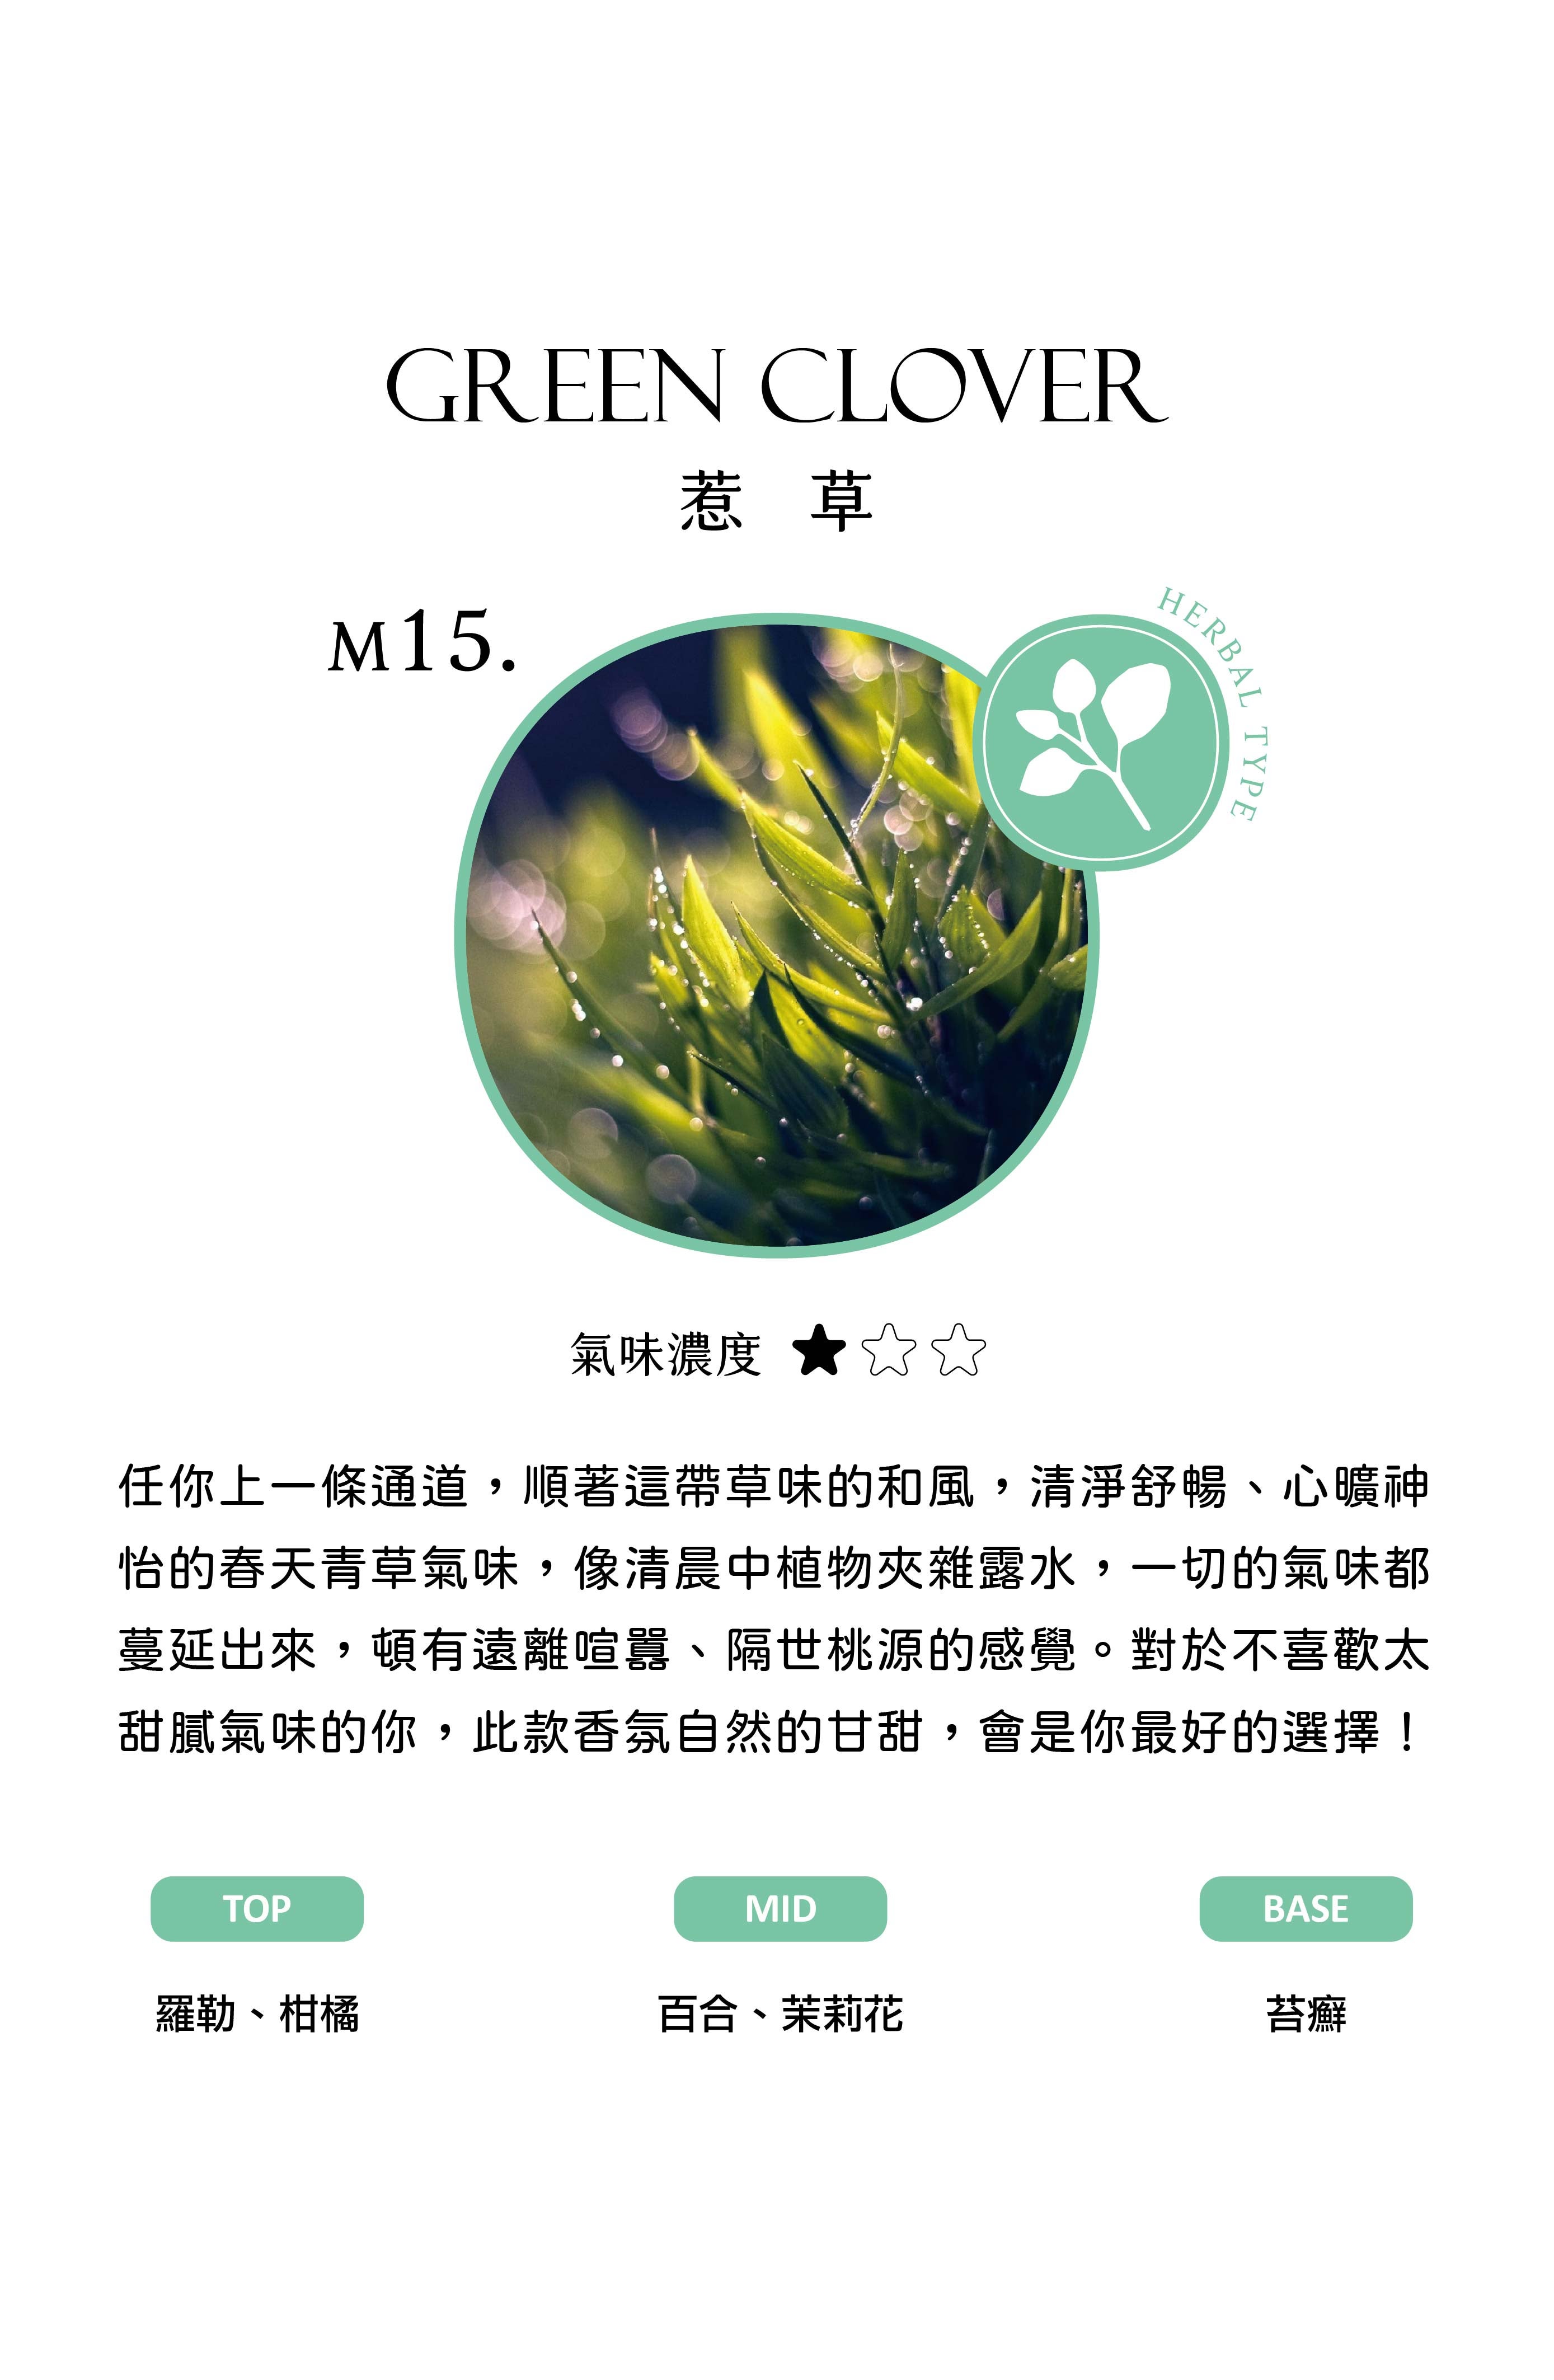 GREEN CLOVER
惹 草
M15.
HERBAL TYPE
氣味濃度 ★☆☆
任你上一條通道，順著這帶草味的和風，清淨舒暢、心曠神
怡的春天青草氣味，像清晨中植物夾雜露水，一切的氣味都
蔓延出來，頓有遠離喧囂、隔世桃源的感覺。對於不喜歡太
甜膩氣味的你，此款香氛自然的甘甜，會是你最好的選擇！
TOP
羅勒、柑橘
MID
百合、茉莉花
BASE
苔癬